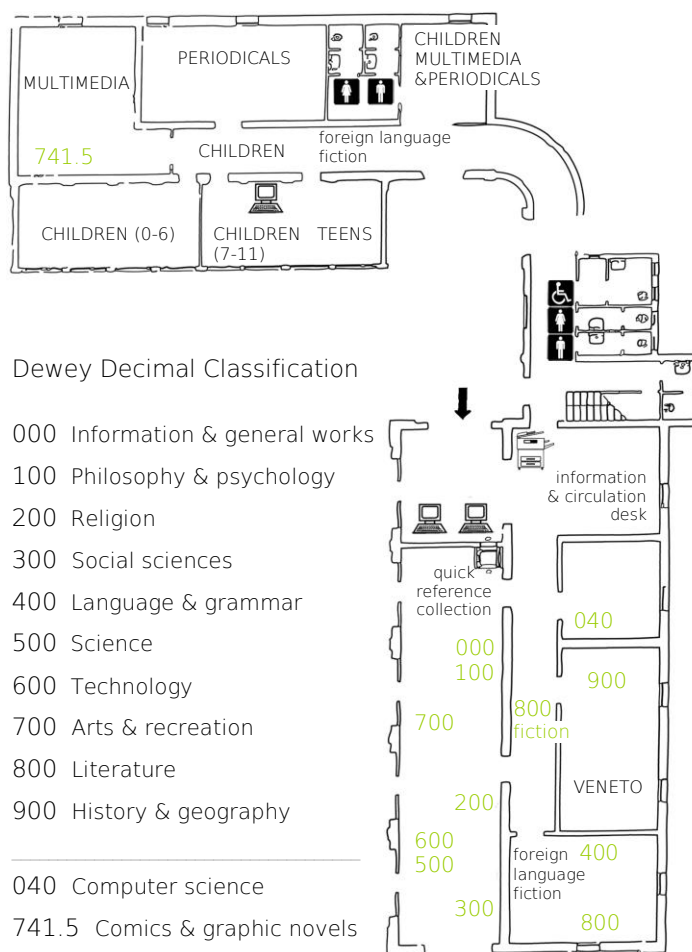 CHILDREN
MULTIMEDIA
&PERIODICALS
PERIODICALS
MULTIMEDIA
741.5
CHILDREN
foreign language
fiction
CHILDREN (0-6)
CHILDREN
(7-11)
TEENS
Dewey Decimal Classification
000 Information & general works
100 Philosophy & psychology
200 Religion
300 Social sciences
400 Language & grammar
500 Science
600 Technology
700 Arts & recreation
800 Literature
900 History & geography
040 Computer science
741.5 Comics & graphic novels
information
& circulation
desk
quick
reference
collection
040
000
100
900
700
800
fiction
VENETO
200
600
500
foreign
language
fiction
400
300
800